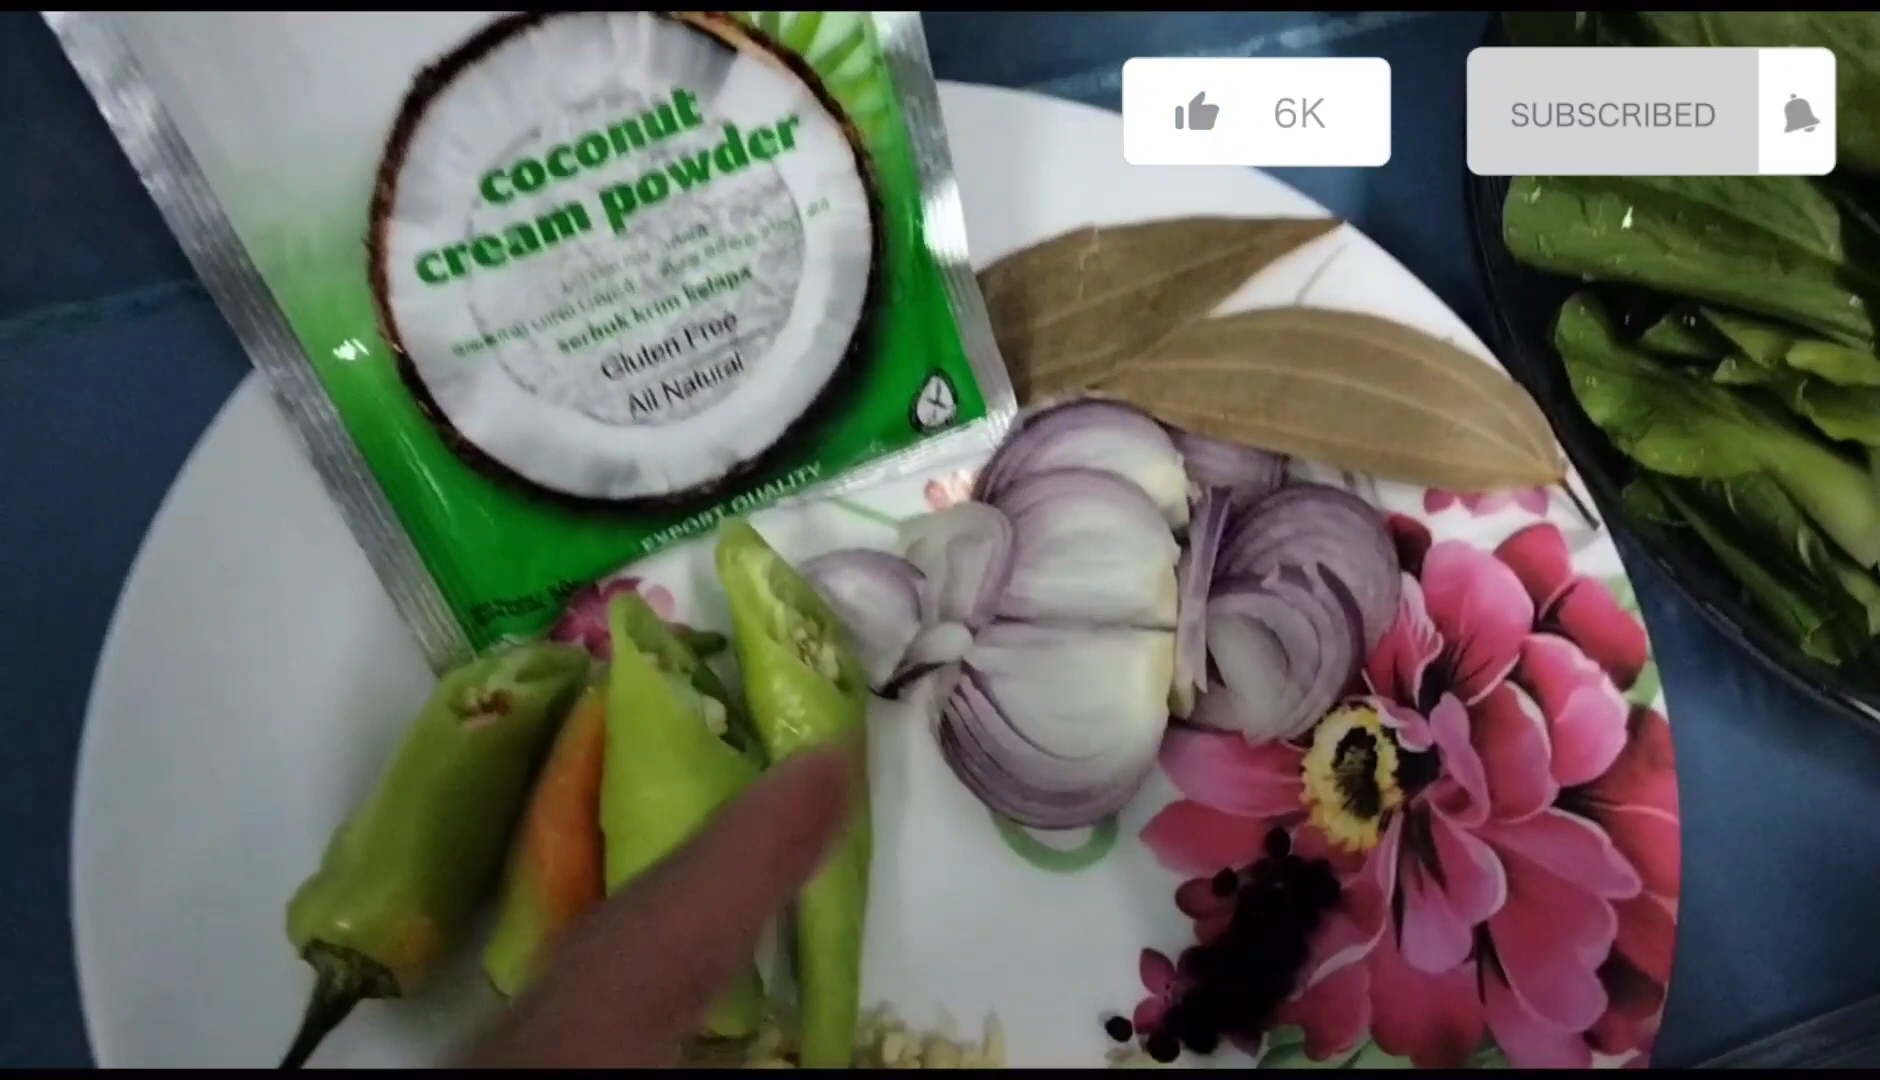 6K
SUBSCRIBED
coconut
cream powder
serbuk krim kelapa
Gluten Free
All Natural
EXPORT QUALITY